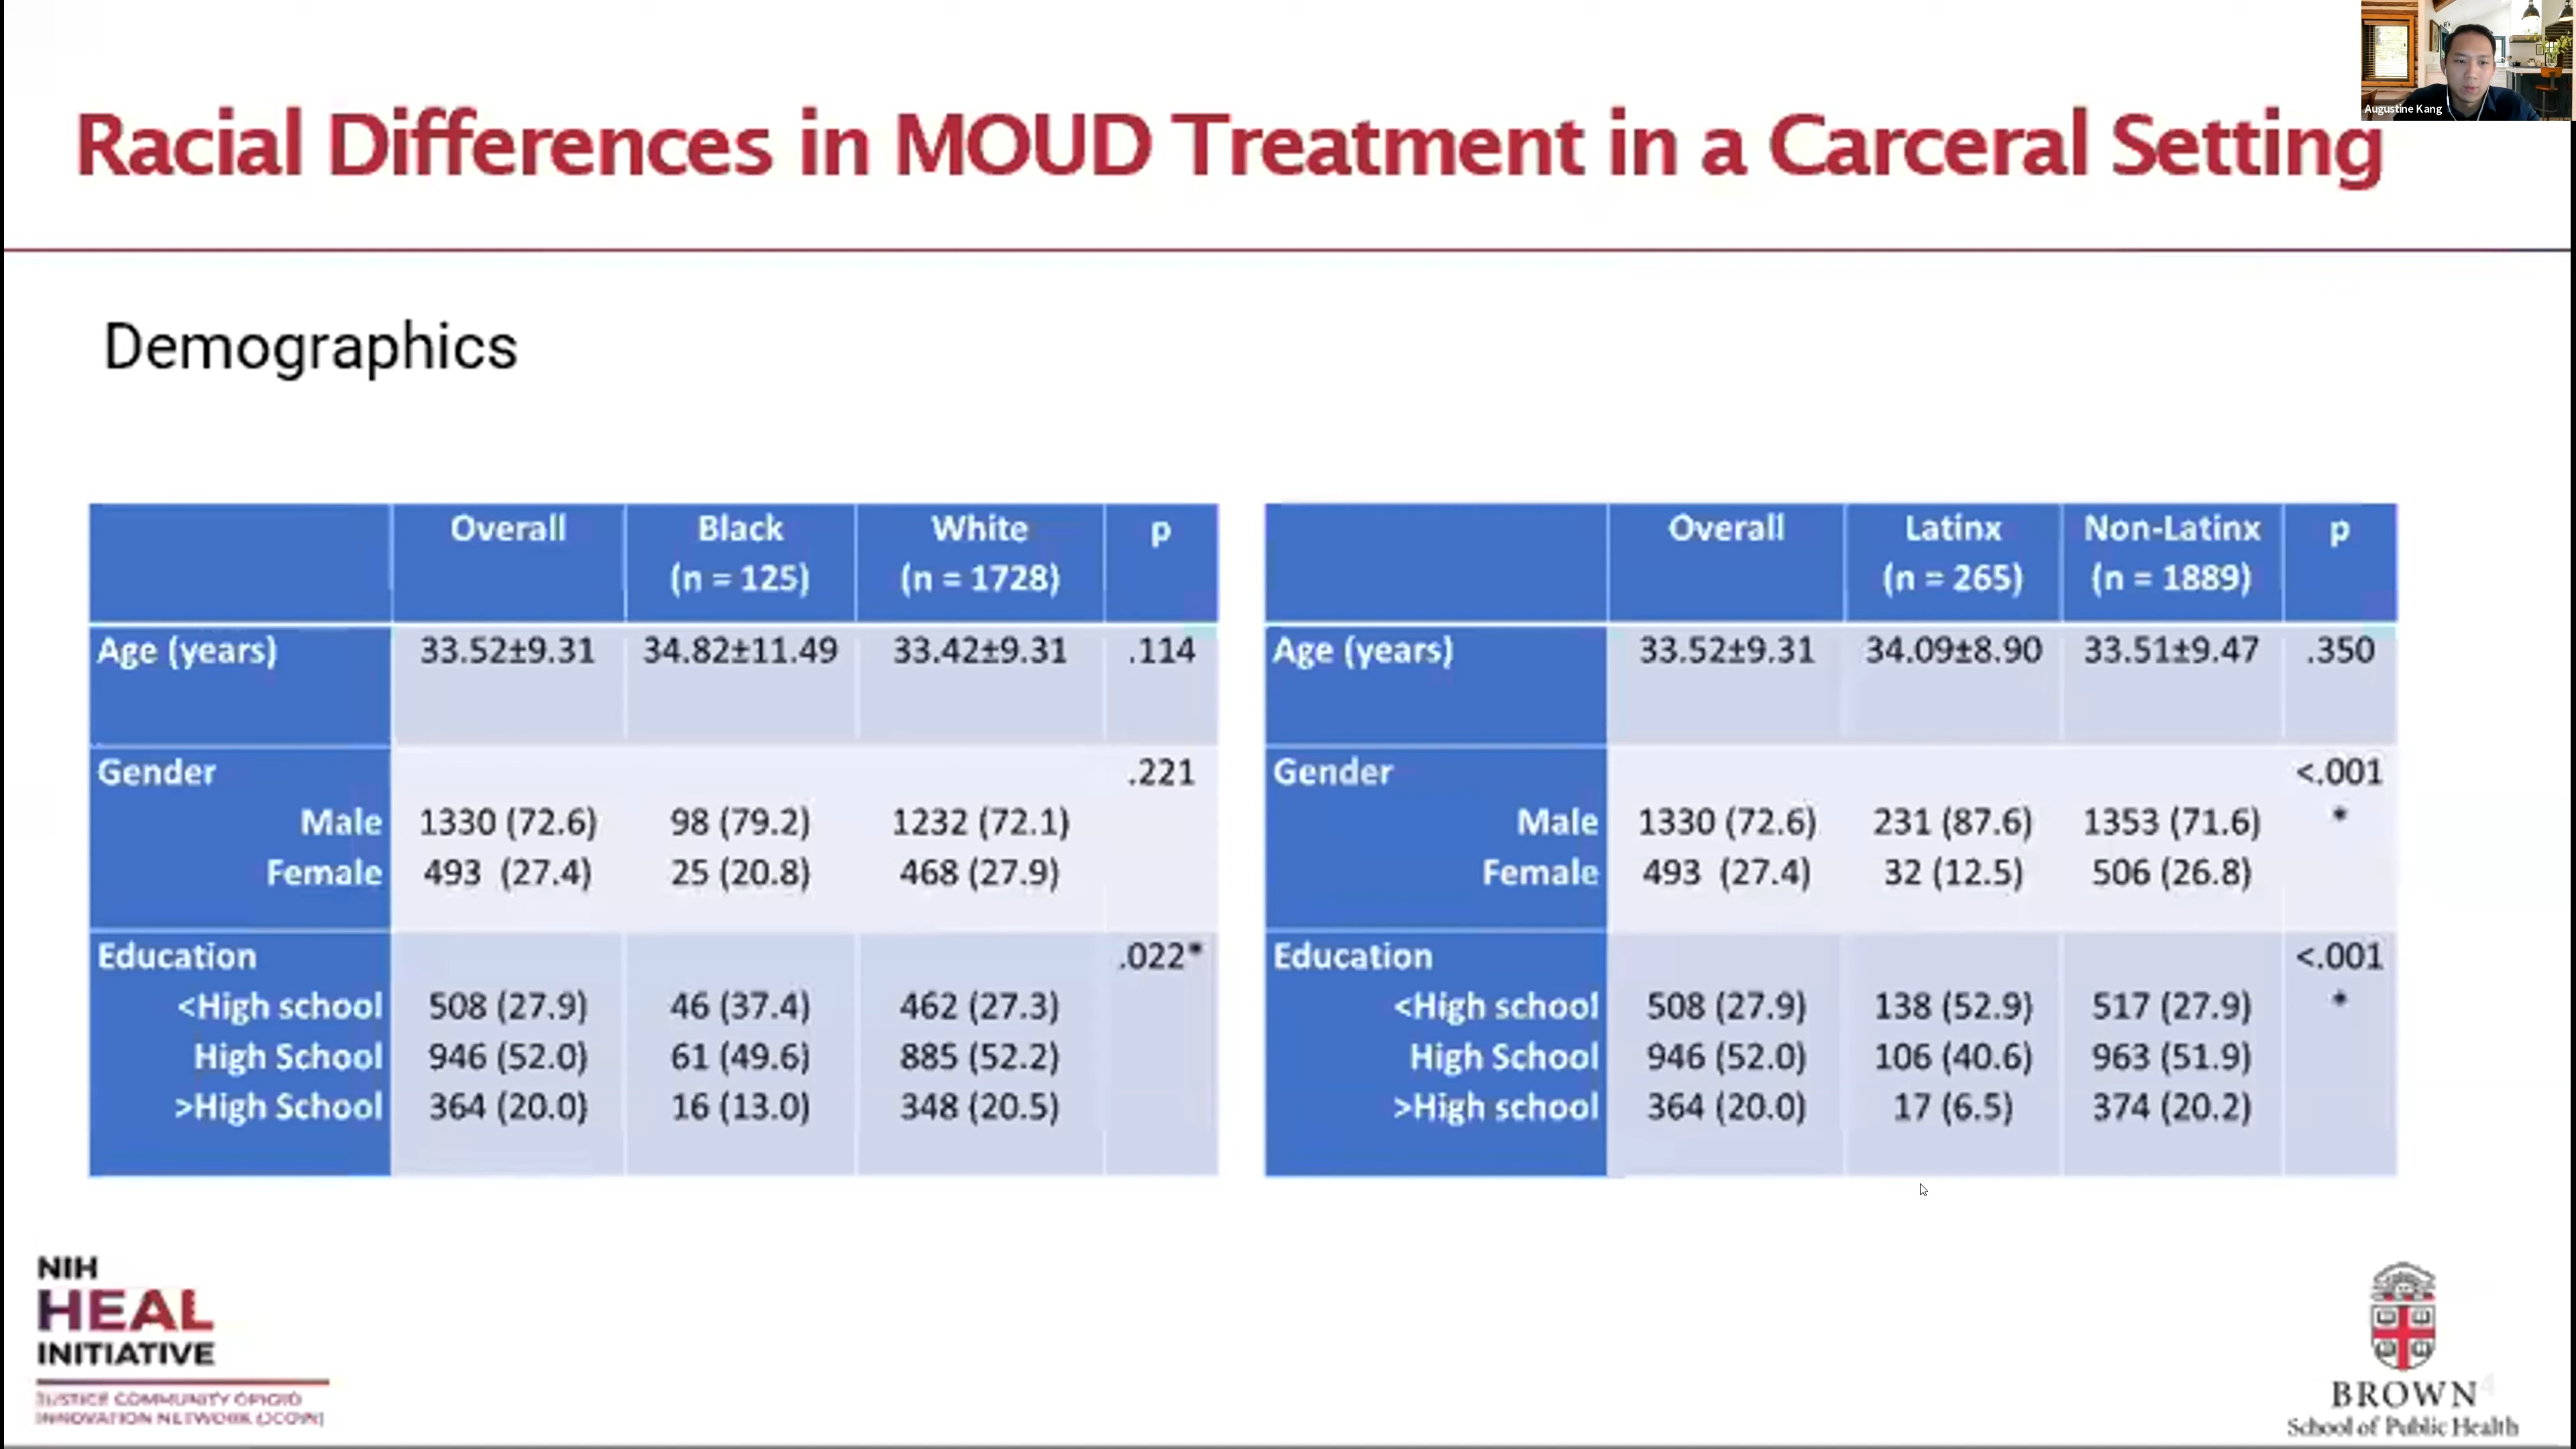 Augustine Kang
Racial Differences in MOUD Treatment in a Carceral Setting
Demographics
Overall Black White p
(n = 125) (n = 1728)
Age (years) 33.52±9.31 34.82±11.49 33.42±9.31 .114
Gender .221
Male 1330 (72.6) 98 (79.2) 1232 (72.1)
Female 493 (27.4) 25 (20.8) 468 (27.9)
Education .022*
<High school 508 (27.9) 46 (37.4) 462 (27.3)
High School 946 (52.0) 61 (49.6) 885 (52.2)
>High School 364 (20.0) 16 (13.0) 348 (20.5)
Overall Latinx Non-Latinx p
(n = 265) (n = 1889)
Age (years) 33.52±9.31 34.09±8.90 33.51±9.47 .350
Gender <.001
Male 1330 (72.6) 231 (87.6) 1353 (71.6) *
Female 493 (27.4) 32 (12.5) 506 (26.8)
Education <.001
<High school 508 (27.9) 138 (52.9) 517 (27.9) *
High School 946 (52.0) 106 (40.6) 963 (51.9)
>High school 364 (20.0) 17 (6.5) 374 (20.2)
NIH
HEAL
INITIATIVE
JUSTICE COMMUNITY OPIOID
INNOVATION NETWORK (JCOIN)
BROWN
4
School of Public Health